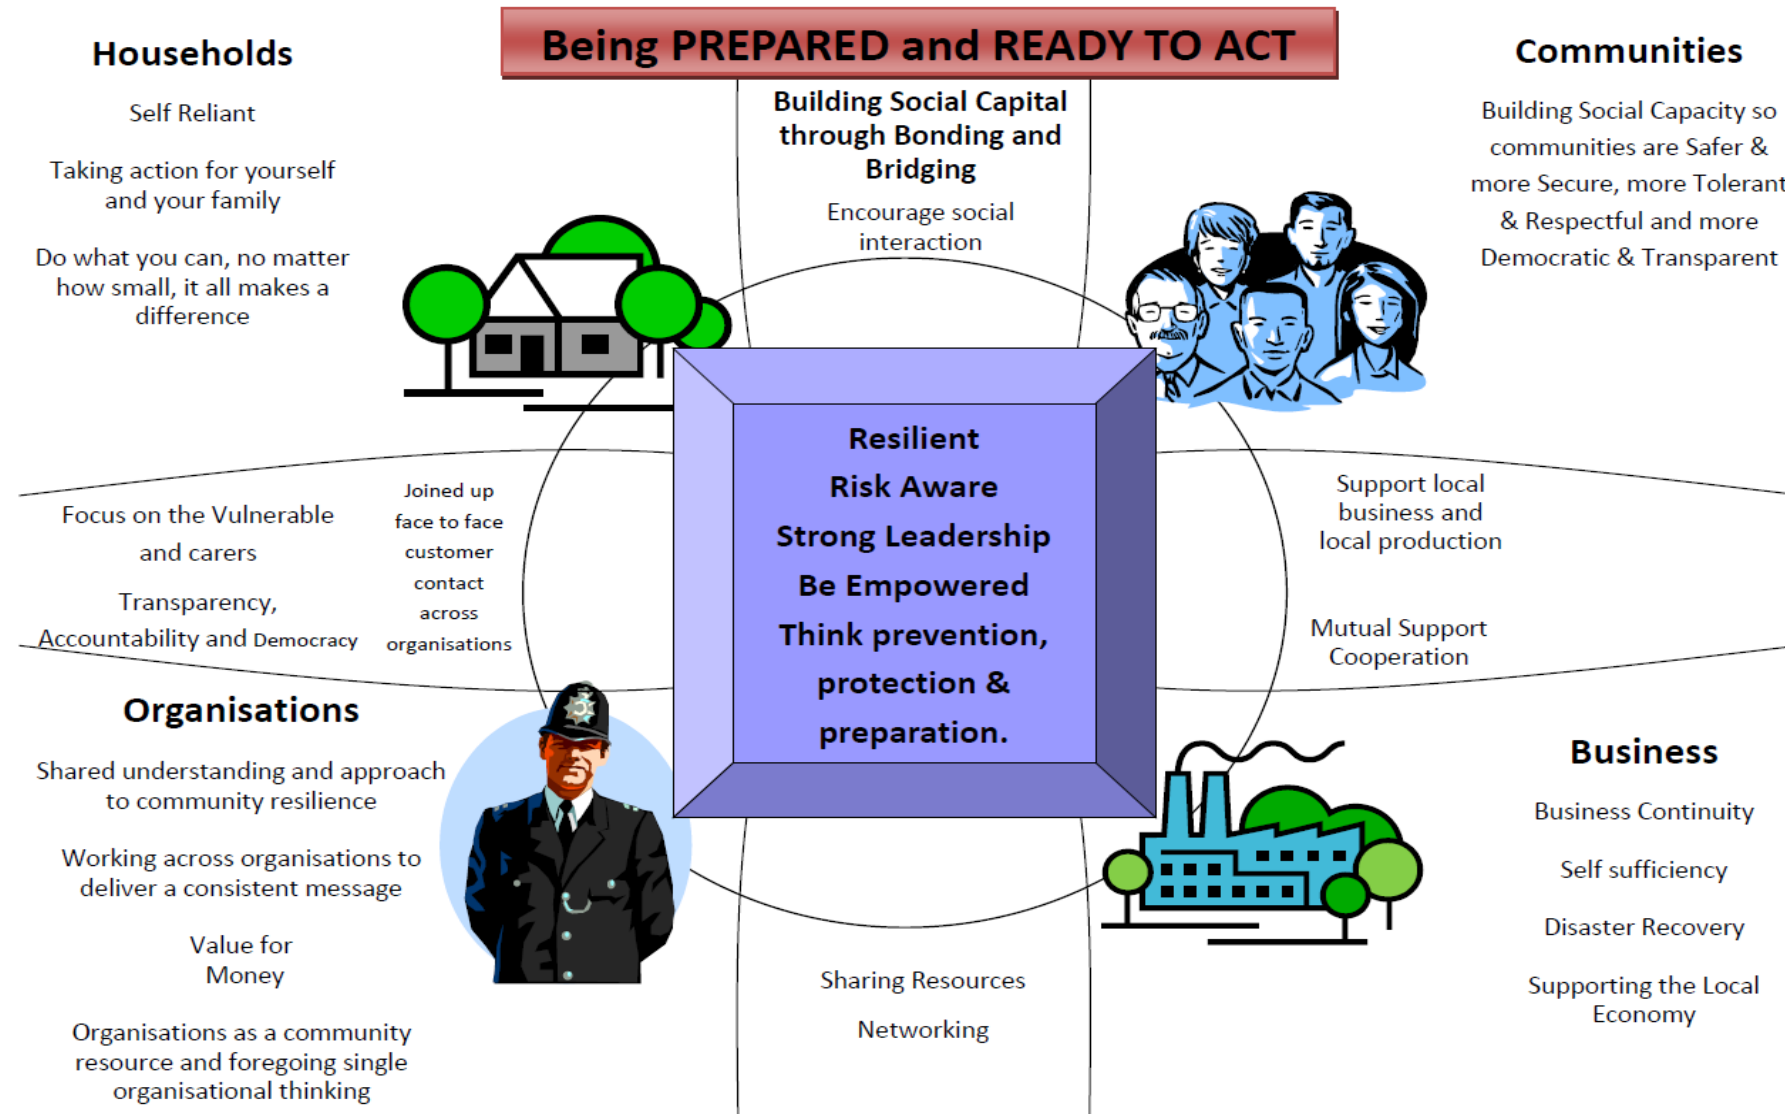 Being PREPARED and READY TO ACT
Households
Self Reliant
Taking action for yourself
and your family
Do what you can, no matter
how small, it all makes a
difference
Building Social Capital
through Bonding and
Bridging
Encourage social
interaction
Communities
Building Social Capacity so
communities are Safer &
more Secure, more Tolerant
& Respectful and more
Democratic & Transparent
Focus on the Vulnerable
and carers
Transparency,
Accountability and Democracy
Joined up
face to face
customer
contact
across
organisations
Resilient
Risk Aware
Strong Leadership
Be Empowered
Think prevention,
protection &
preparation.
Support local
business and
local production
Mutual Support
Cooperation
Organisations
Shared understanding and approach
to community resilience
Working across organisations to
deliver a consistent message
Value for
Money
Organisations as a community
resource and foregoing single
organisational thinking
Sharing Resources
Networking
Business
Business Continuity
Self sufficiency
Disaster Recovery
Supporting the Local
Economy